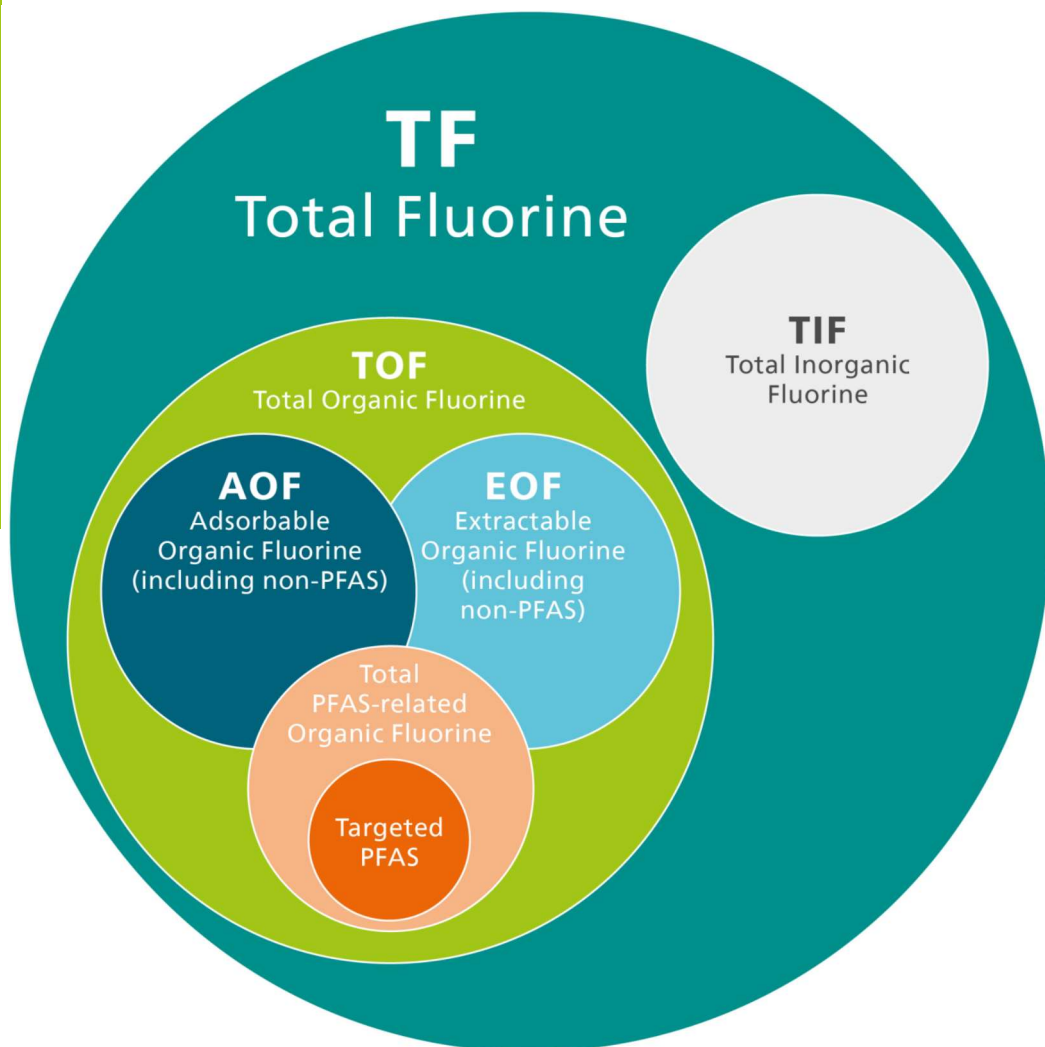 TF
Total Fluorine
TIF
Total Inorganic
Fluorine
TOF
Total Organic Fluorine
AOF
Adsorbable
Organic Fluorine
(including non-PFAS)
EOF
Extractable
Organic Fluorine
(including
non-PFAS)
Total
PFAS-related
Organic Fluorine
Targeted
PFAS